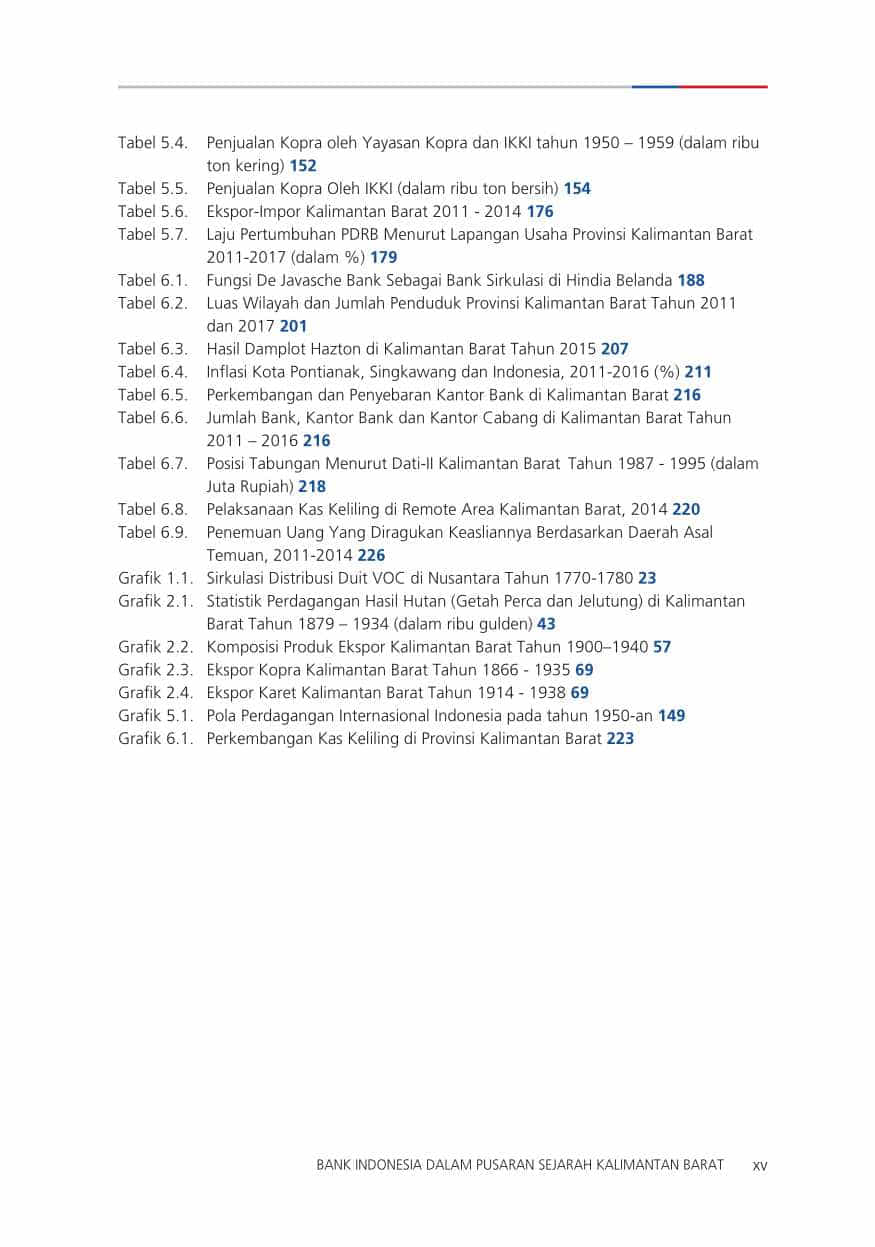 Tabel 5.4. Penjualan Kopra oleh Yayasan Kopra dan IKKI tahun 1950 – 1959 (dalam ribu
ton kering) 152
Tabel 5.5. Penjualan Kopra Oleh IKKI (dalam ribu ton bersih) 154
Tabel 5.6. Ekspor-Impor Kalimantan Barat 2011 - 2014 176
Tabel 5.7. Laju Pertumbuhan PDRB Menurut Lapangan Usaha Provinsi Kalimantan Barat
2011-2017 (dalam %) 179
Tabel 6.1. Fungsi De Javasche Bank Sebagai Bank Sirkulasi di Hindia Belanda 188
Tabel 6.2. Luas Wilayah dan Jumlah Penduduk Provinsi Kalimantan Barat Tahun 2011
dan 2017 201
Tabel 6.3. Hasil Damplot Hazton di Kalimantan Barat Tahun 2015 207
Tabel 6.4. Inflasi Kota Pontianak, Singkawang dan Indonesia, 2011-2016 (%) 211
Tabel 6.5. Perkembangan dan Penyebaran Kantor Bank di Kalimantan Barat 216
Tabel 6.6. Jumlah Bank, Kantor Bank dan Kantor Cabang di Kalimantan Barat Tahun
2011 – 2016 216
Tabel 6.7. Posisi Tabungan Menurut Dati-II Kalimantan Barat Tahun 1987 - 1995 (dalam
Juta Rupiah) 218
Tabel 6.8. Pelaksanaan Kas Keliling di Remote Area Kalimantan Barat, 2014 220
Tabel 6.9. Penemuan Uang Yang Diragukan Keasliannya Berdasarkan Daerah Asal
Temuan, 2011-2014 226
Grafik 1.1. Sirkulasi Distribusi Duit VOC di Nusantara Tahun 1770-1780 23
Grafik 2.1. Statistik Perdagangan Hasil Hutan (Getah Perca dan Jelutung) di Kalimantan
Barat Tahun 1879 – 1934 (dalam ribu gulden) 43
Grafik 2.2. Komposisi Produk Ekspor Kalimantan Barat Tahun 1900–1940 57
Grafik 2.3. Ekspor Kopra Kalimantan Barat Tahun 1866 - 1935 69
Grafik 2.4. Ekspor Karet Kalimantan Barat Tahun 1914 - 1938 69
Grafik 5.1. Pola Perdagangan Internasional Indonesia pada tahun 1950-an 149
Grafik 6.1. Perkembangan Kas Keliling di Provinsi Kalimantan Barat 223
BANK INDONESIA DALAM PUSARAN SEJARAH KALIMANTAN BARAT xv